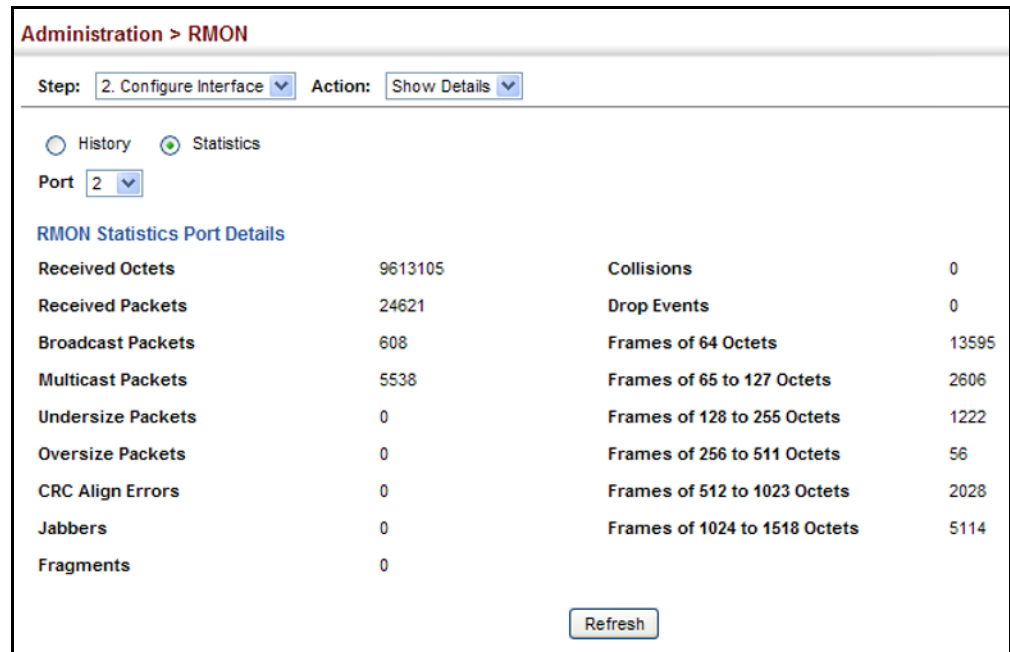 Administration > RMON
Step: 2. Configure Interface Action: Show Details
History Statistics
Port 2
RMON Statistics Port Details
Received Octets 9613105 Collisions 0
Received Packets 24621 Drop Events 0
Broadcast Packets 608 Frames of 64 Octets 13595
Multicast Packets 5538 Frames of 65 to 127 Octets 2606
Undersize Packets 0 Frames of 128 to 255 Octets 1222
Oversize Packets 0 Frames of 256 to 511 Octets 56
CRC Align Errors 0 Frames of 512 to 1023 Octets 2028
Jabbers 0 Frames of 1024 to 1518 Octets 5114
Fragments 0
Refresh